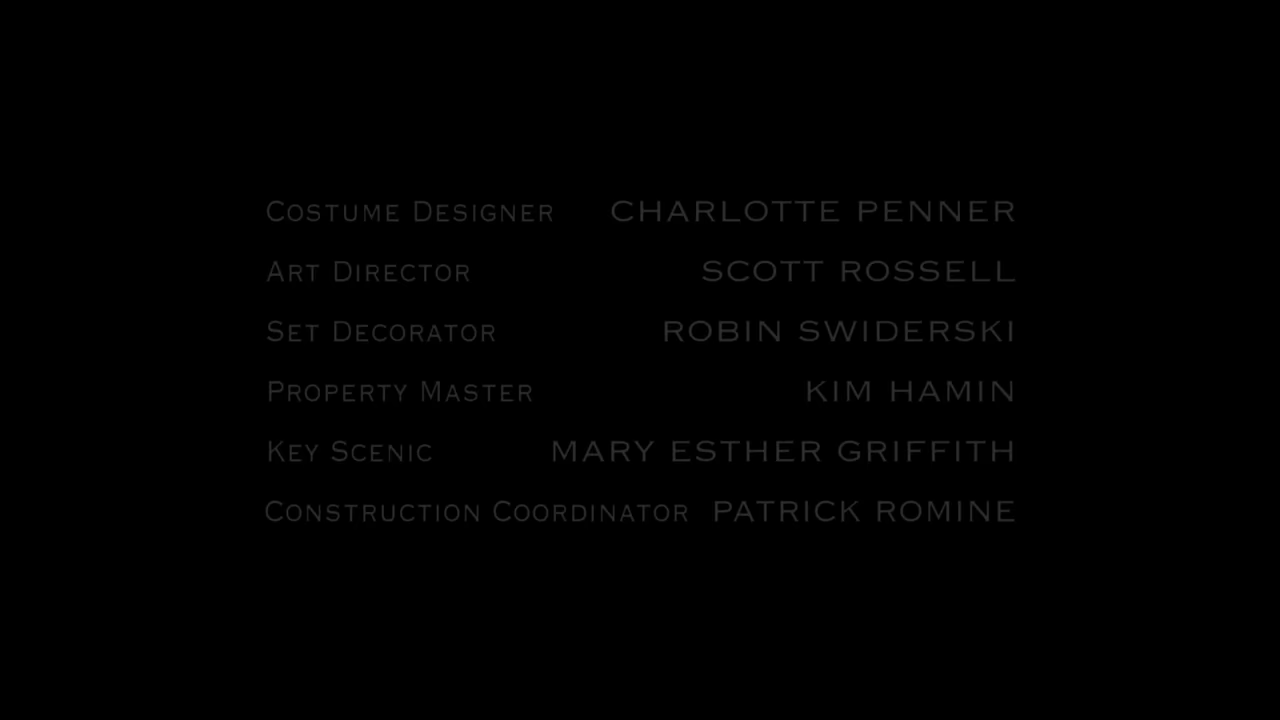 Costume Designer CHARLOTTE PENNER
Art Director SCOTT ROSSELL
Set Decorator ROBIN SWIDERSKI
Property Master KIM HAMIN
Key Scenic MARY ESTHER GRIFFITH
Construction Coordinator PATRICK ROMINE